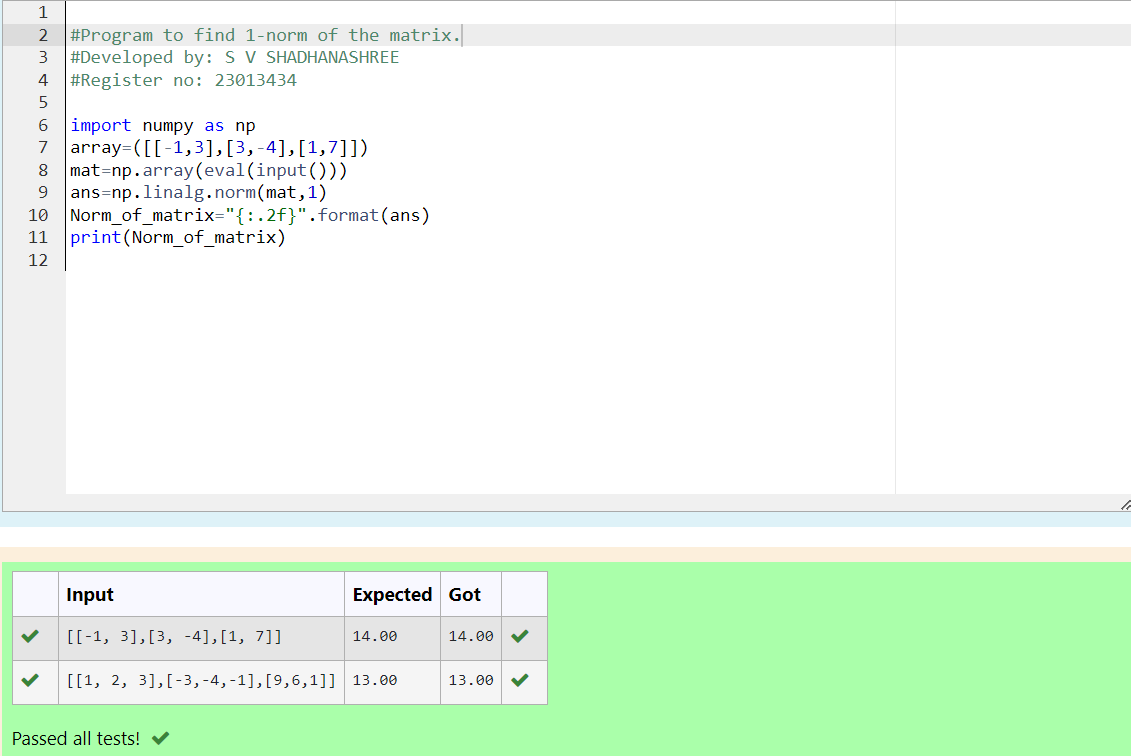 1
2 #Program to find 1-norm of the matrix.
3 #Developed by: S V SHADHANASHREE
4 #Register no: 23013434
5
6 import numpy as np
7 array=([[-1,3],[3,-4],[1,7]])
8 mat=np.array(eval(input()))
9 ans=np.linalg.norm(mat,1)
10 Norm_of_matrix="{:.2f}".format(ans)
11 print(Norm_of_matrix)
12
Input Expected Got
[[-1, 3],[3, -4],[1, 7]] 14.00 14.00
[[1, 2, 3],[-3,-4,-1],[9,6,1]] 13.00 13.00
Passed all tests!